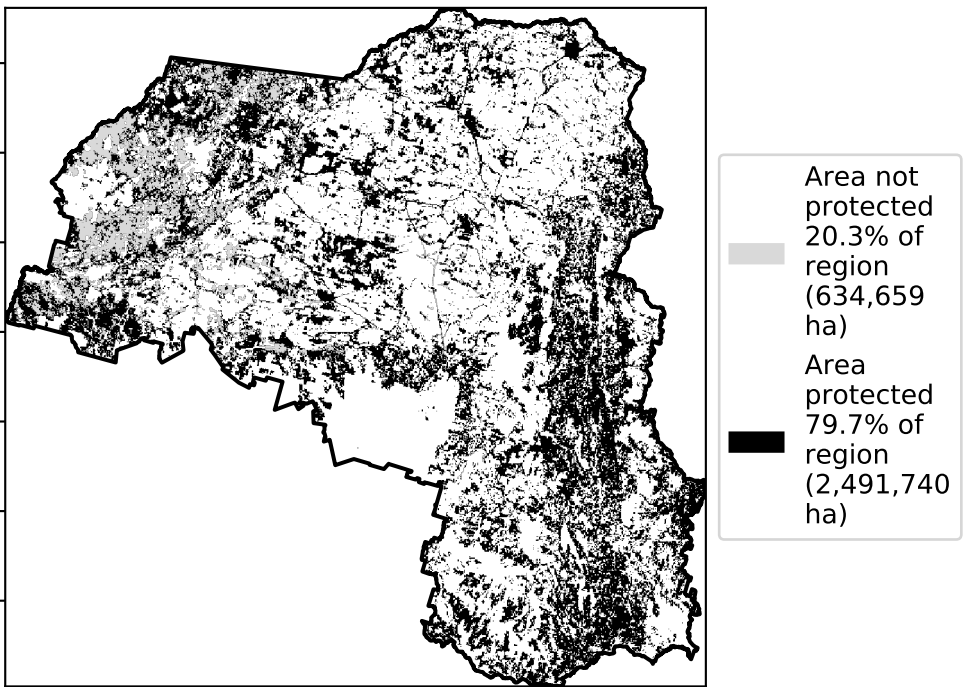 Area not
protected
20.3% of
region
(634,659
ha)
Area
protected
79.7% of
region
(2,491,740
ha)